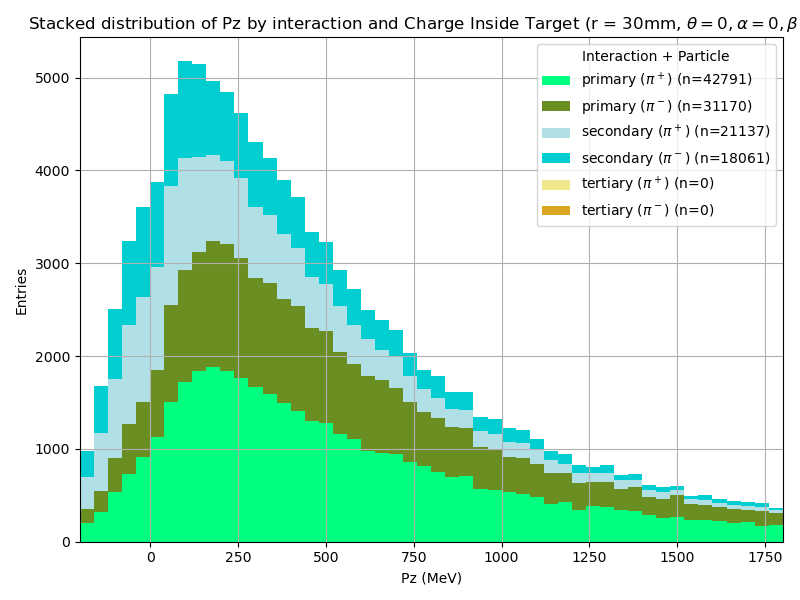 Stacked distribution of Pz by interaction and Charge Inside Target (r = 30mm, θ = 0, α = 0, β
Interaction + Particle
primary (π⁺) (n=42791)
primary (π⁻) (n=31170)
secondary (π⁺) (n=21137)
secondary (π⁻) (n=18061)
tertiary (π⁺) (n=0)
tertiary (π⁻) (n=0)
Entries
5000
4000
3000
2000
1000
0
0 250 500 750 1000 1250 1500 1750
Pz (MeV)